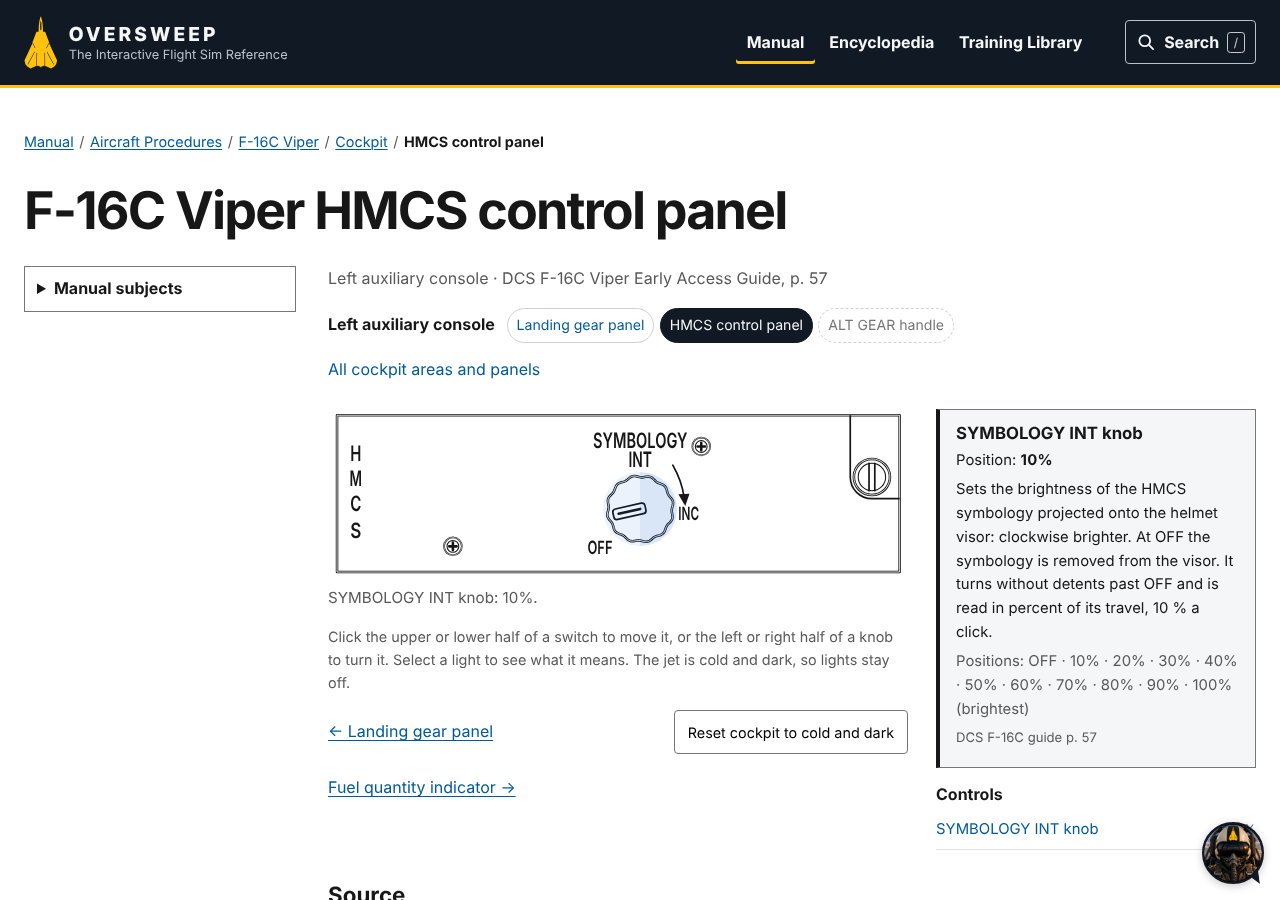 OVERSWEEP
The Interactive Flight Sim Reference
Manual
Encyclopedia
Training Library
Search /
Manual / Aircraft Procedures / F-16C Viper / Cockpit / HMCS control panel
F-16C Viper HMCS control panel
▶ Manual subjects
Left auxiliary console · DCS F-16C Viper Early Access Guide, p. 57
Left auxiliary console
Landing gear panel
HMCS control panel
ALT GEAR handle
All cockpit areas and panels
H
M
C
S
SYMBOLOGY
INT
INC
OFF
SYMBOLOGY INT knob: 10%.
Click the upper or lower half of a switch to move it, or the left or right half of a knob
to turn it. Select a light to see what it means. The jet is cold and dark, so lights stay
off.
← Landing gear panel
Reset cockpit to cold and dark
Fuel quantity indicator →
SYMBOLOGY INT knob
Position: 10%
Sets the brightness of the HMCS
symbology projected onto the helmet
visor: clockwise brighter. At OFF the
symbology is removed from the visor. It
turns without detents past OFF and is
read in percent of its travel, 10 % a
click.
Positions: OFF · 10% · 20% · 30% · 40%
· 50% · 60% · 70% · 80% · 90% · 100%
(brightest)
DCS F-16C guide p. 57
Controls
SYMBOLOGY INT knob
Source